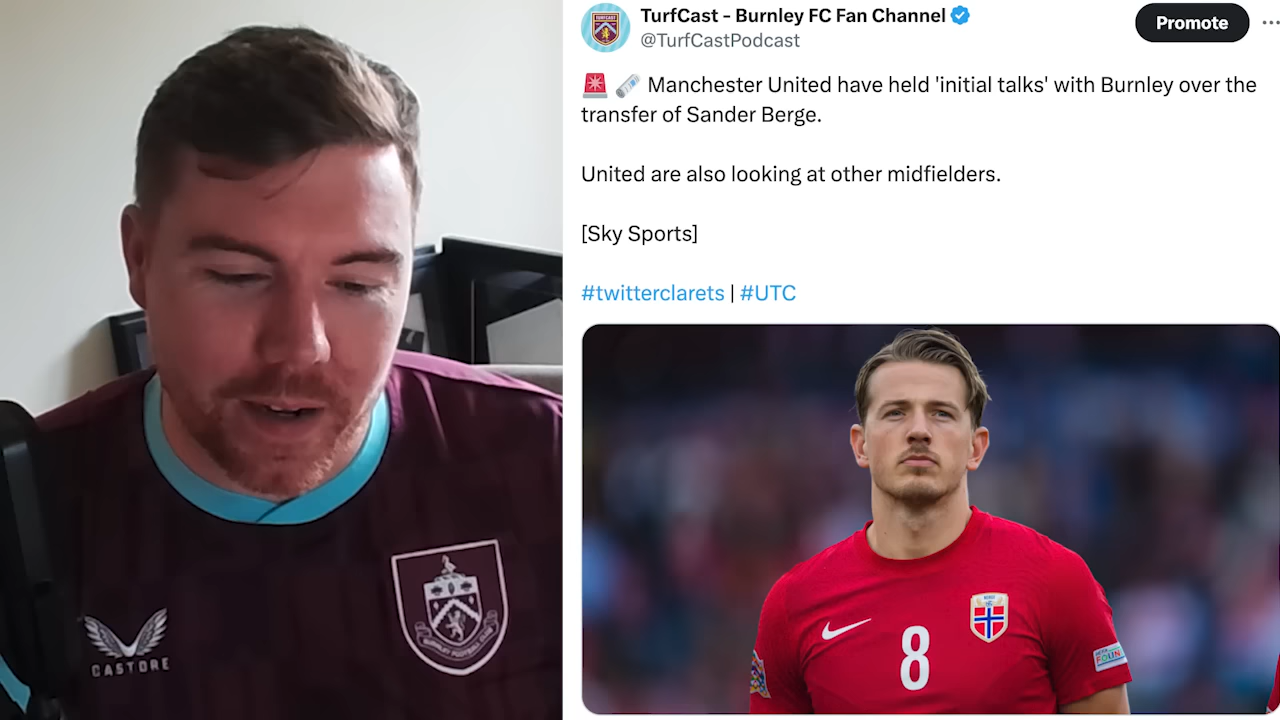 TurfCast - Burnley FC Fan Channel
@TurfCastPodcast
Promote
🚨 🗞️ Manchester United have held 'initial talks' with Burnley over the
transfer of Sander Berge.
United are also looking at other midfielders.
[Sky Sports]
#twitterclarets | #UTC
CASTORE
8